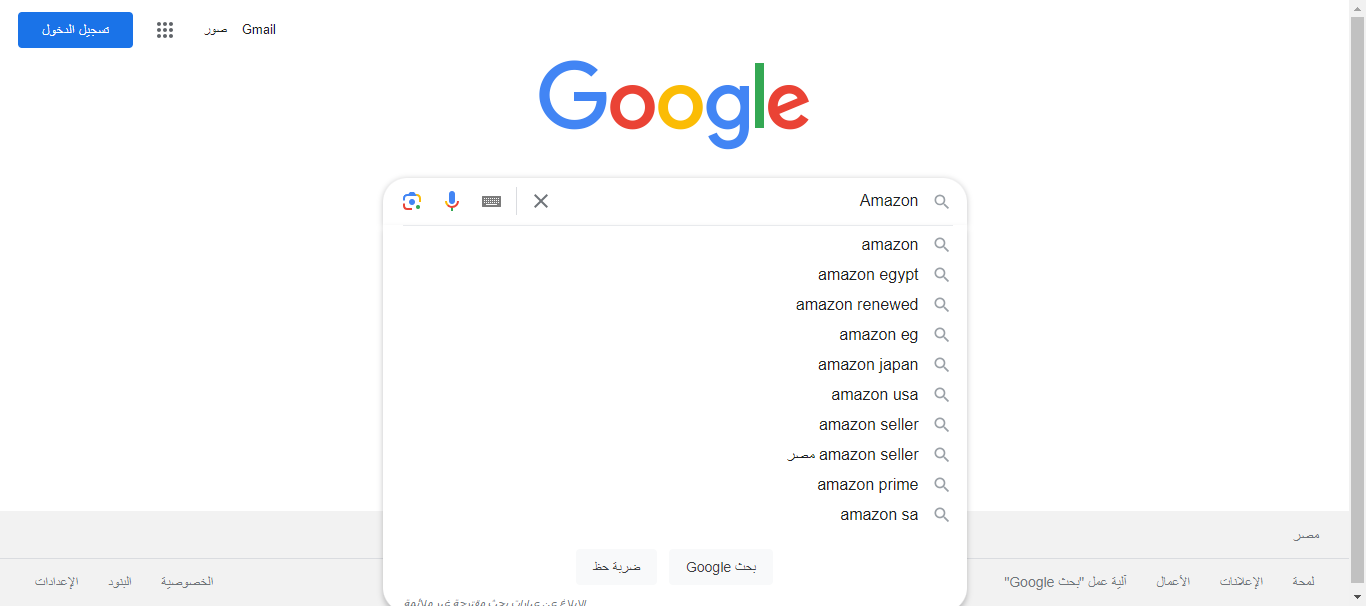 Gmail صور تسجيل الدخول
Google
Amazon
amazon
amazon egypt
amazon renewed
amazon eg
amazon japan
amazon usa
amazon seller
amazon seller مصر
amazon prime
amazon sa
بحث Google ضربة حظ
الإبلاغ عن عبارات بحث مقترحة غير ملائمة
مصر
لمحة الإعلانات الأعمال آلية عمل "بحث Google" الخصوصية البنود الإعدادات